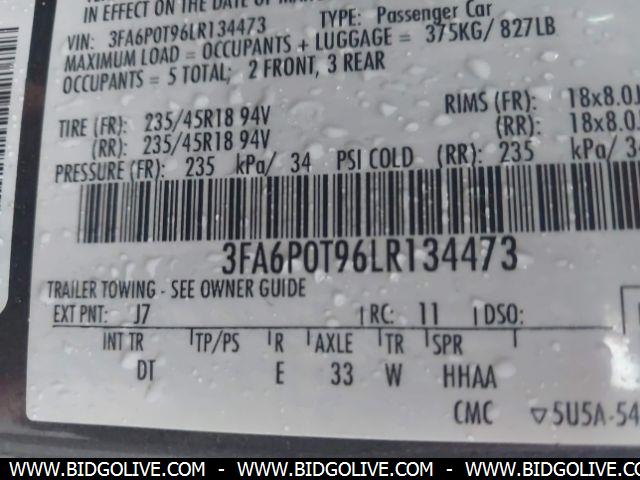 IN EFFECT ON THE DATE OF
VIN: 3FA6P0T96LR134473 TYPE: Passenger Car
MAXIMUM LOAD = OCCUPANTS + LUGGAGE = 375KG/ 827LB
OCCUPANTS = 5 TOTAL; 2 FRONT, 3 REAR
TIRE (FR): 235/45R18 94V RIMS (FR): 18x8.0J
(RR): 235/45R18 94V (RR): 18x8.0
PRESSURE (FR): 235 kPa/ 34 PSI COLD (RR): 235 kPa/ 34
3FA6P0T96LR134473
TRAILER TOWING - SEE OWNER GUIDE
EXT PNT: J7 RC: 11 DSO:
INT TR TP/PS R AXLE TR SPR
DT E 33 W HHAA
CMC ▽5U5A-54
WWW.BIDGOLIVE.COM - WWW.BIDGOLIVE.COM - WWW.BIDGOLIVE.COM